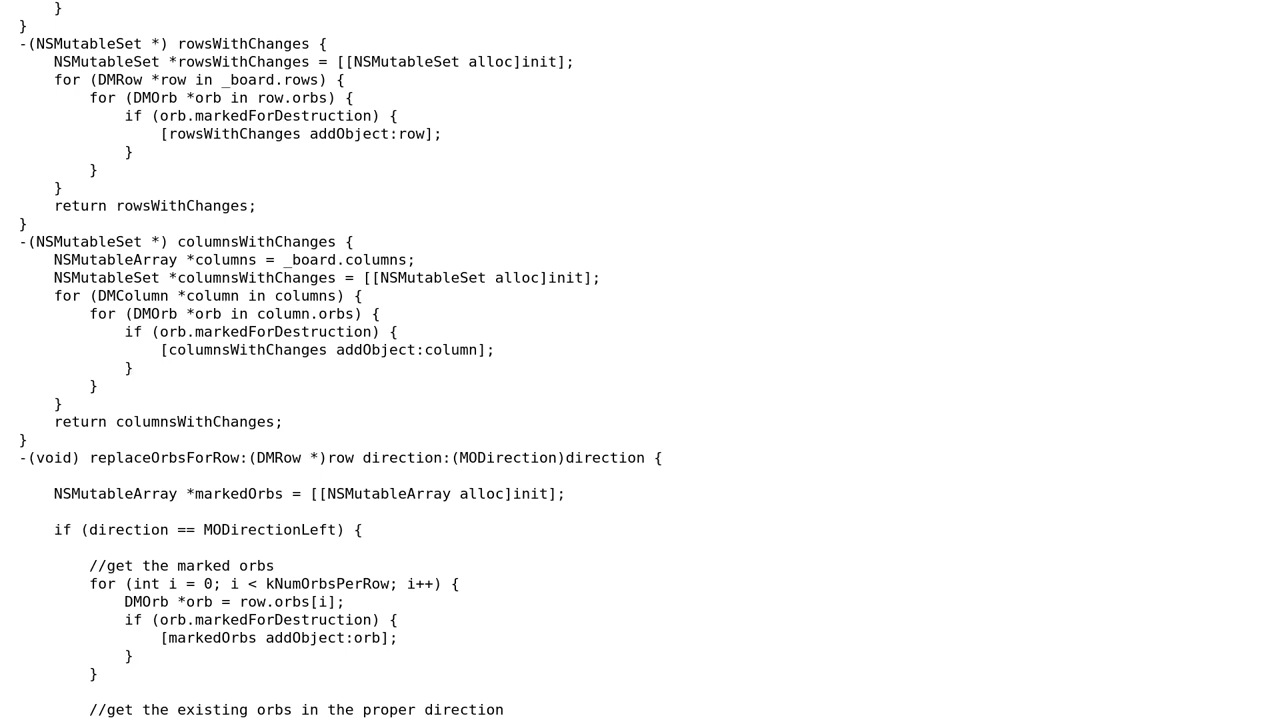 }
}
-(NSMutableSet *) rowsWithChanges {
    NSMutableSet *rowsWithChanges = [[NSMutableSet alloc]init];
    for (DMRow *row in _board.rows) {
        for (DMOrb *orb in row.orbs) {
            if (orb.markedForDestruction) {
                [rowsWithChanges addObject:row];
            }
        }
    }
    return rowsWithChanges;
}
-(NSMutableSet *) columnsWithChanges {
    NSMutableArray *columns = _board.columns;
    NSMutableSet *columnsWithChanges = [[NSMutableSet alloc]init];
    for (DMColumn *column in columns) {
        for (DMOrb *orb in column.orbs) {
            if (orb.markedForDestruction) {
                [columnsWithChanges addObject:column];
            }
        }
    }
    return columnsWithChanges;
}
-(void) replaceOrbsForRow:(DMRow *)row direction:(MODirection)direction {

    NSMutableArray *markedOrbs = [[NSMutableArray alloc]init];

    if (direction == MODirectionLeft) {

        //get the marked orbs
        for (int i = 0; i < kNumOrbsPerRow; i++) {
            DMOrb *orb = row.orbs[i];
            if (orb.markedForDestruction) {
                [markedOrbs addObject:orb];
            }
        }

        //get the existing orbs in the proper direction